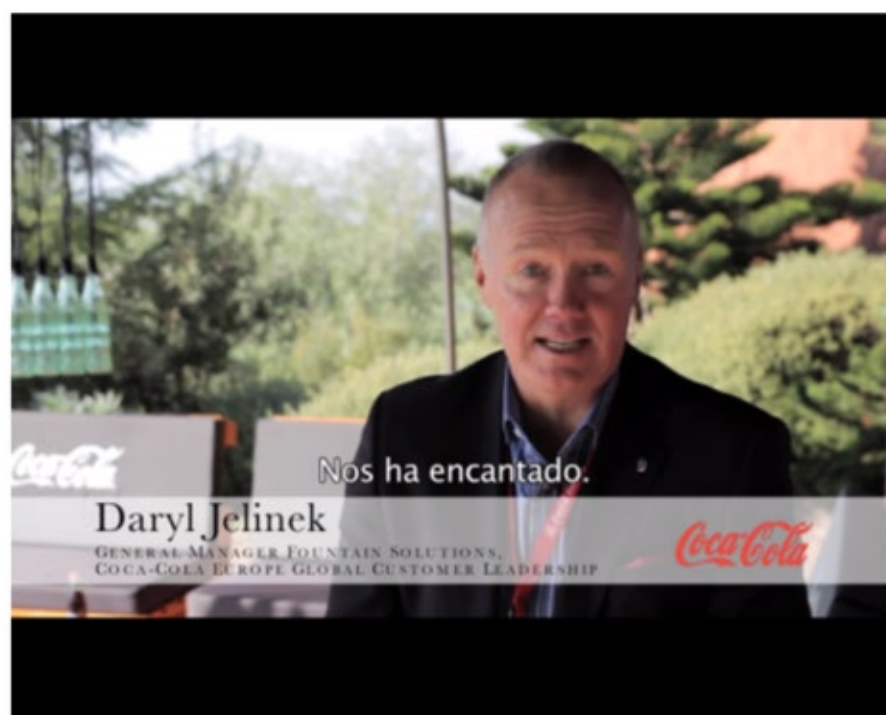 Coca-Cola
Nos ha encantado.
Daryl Jelinek
GENERAL MANAGER FOUNTAIN SOLUTIONS,
COCA-COLA EUROPE GLOBAL CUSTOMER LEADERSHIP
Coca-Cola